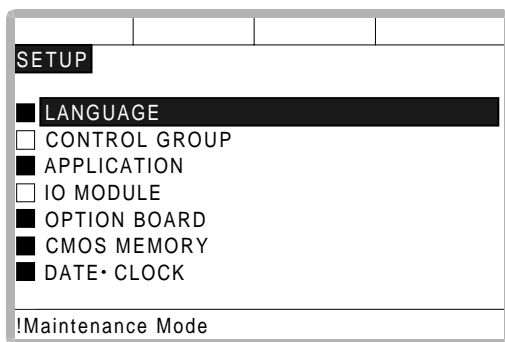 SETUP
LANGUAGE
CONTROL GROUP
APPLICATION
IO MODULE
OPTION BOARD
CMOS MEMORY
DATE・CLOCK
!Maintenance Mode